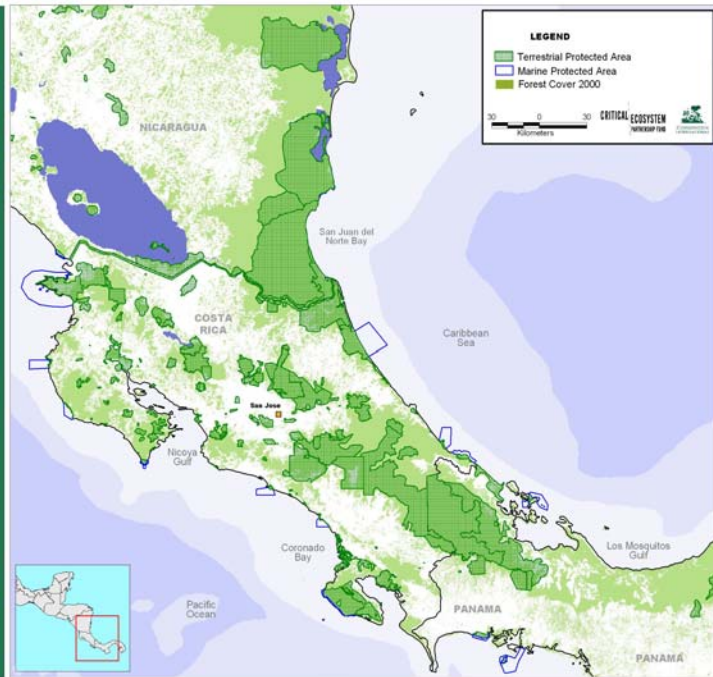 LEGEND
Terrestrial Protected Area
Marine Protected Area
Forest Cover 2000
30 0 30
Kilometers
CRITICAL ECOSYSTEM
PARTNERSHIP FUND
NICARAGUA
San Juan del
Norte Bay
COSTA
RICA
Caribbean
Sea
San Jose
Nicoya
Gulf
Coronado
Bay
Los Mosquitos
Gulf
Pacific
Ocean
PANAMA
PANAMA